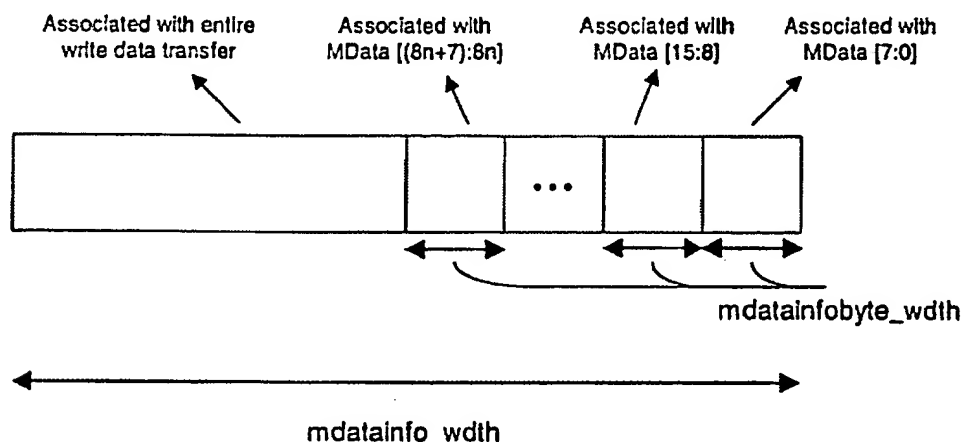 Associated with entire
write data transfer
Associated with
MData [((8n+7):8n]
Associated with
MData [15:8]
Associated with
MData [7:0]
•••
mdatainfobyte_wdth
mdatainfo_wdth